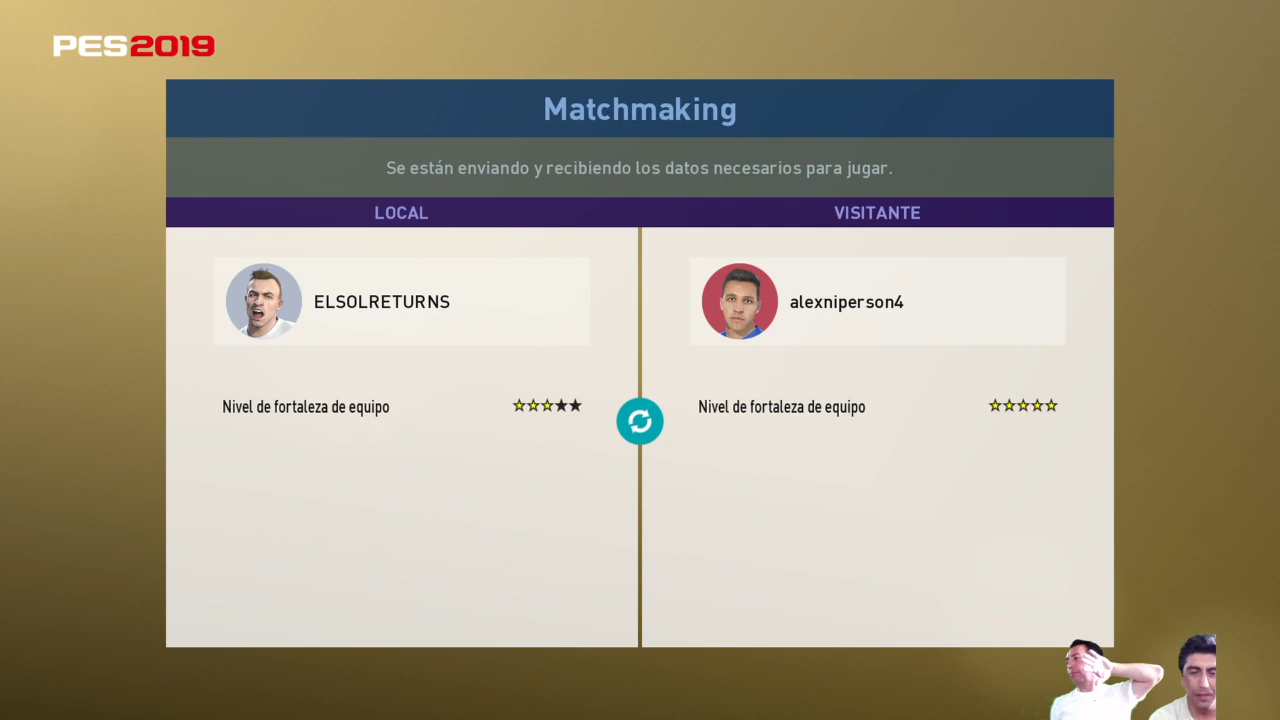 PES2019
Matchmaking
Se están enviando y recibiendo los datos necesarios para jugar.
LOCAL
VISITANTE
ELSOLRETURNS
alexniperson4
Nivel de fortaleza de equipo
Nivel de fortaleza de equipo